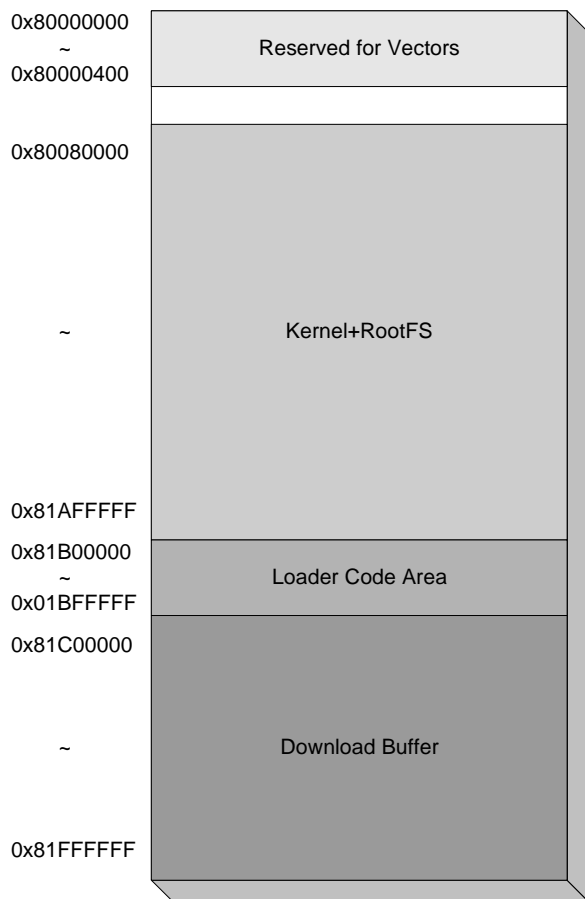 0x80000000
~
0x80000400
Reserved for Vectors
0x80080000
~
Kernel+RootFS
0x81AFFFFF
0x81B00000
~
0x01BFFFFF
Loader Code Area
0x81C00000
~
Download Buffer
0x81FFFFFF